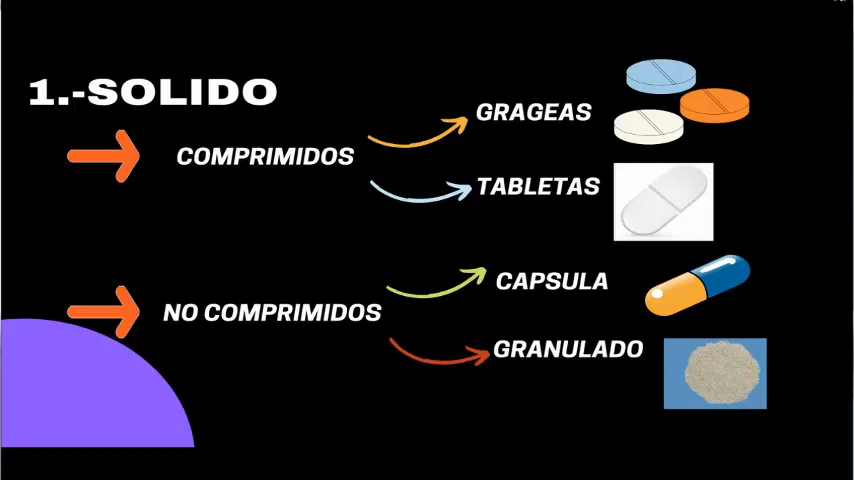 1.-SOLIDO
COMPRIMIDOS
GRAGEAS
TABLETAS
NO COMPRIMIDOS
CAPSULA
GRANULADO